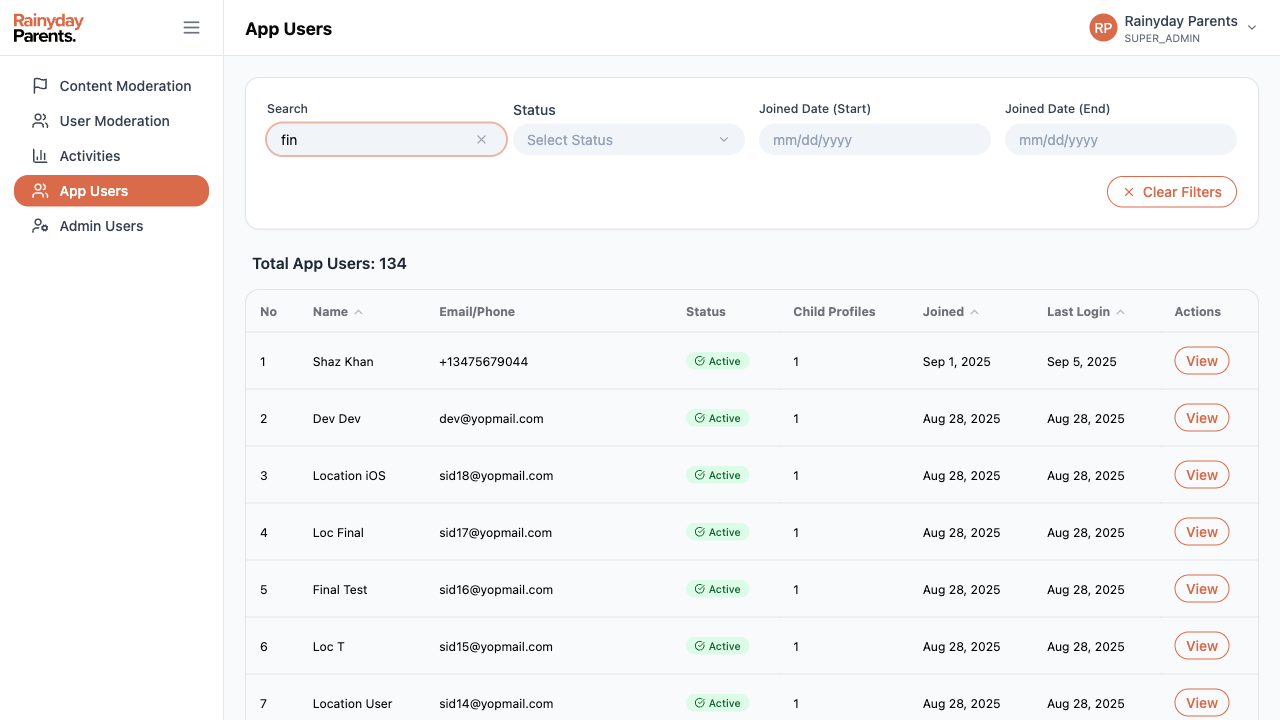 Rainyday
Parents.
App Users
RP
Rainyday Parents
SUPER_ADMIN
Content Moderation
User Moderation
Activities
App Users
Admin Users
Search
Status
Joined Date (Start)
Joined Date (End)
fin
Select Status
mm/dd/yyyy
mm/dd/yyyy
Clear Filters
Total App Users: 134
No Name Email/Phone Status Child Profiles Joined Last Login Actions
1 Shaz Khan +13475679044 Active 1 Sep 1, 2025 Sep 5, 2025 View
2 Dev Dev dev@yopmail.com Active 1 Aug 28, 2025 Aug 28, 2025 View
3 Location iOS sid18@yopmail.com Active 1 Aug 28, 2025 Aug 28, 2025 View
4 Loc Final sid17@yopmail.com Active 1 Aug 28, 2025 Aug 28, 2025 View
5 Final Test sid16@yopmail.com Active 1 Aug 28, 2025 Aug 28, 2025 View
6 Loc T sid15@yopmail.com Active 1 Aug 28, 2025 Aug 28, 2025 View
7 Location User sid14@yopmail.com Active 1 Aug 28, 2025 Aug 28, 2025 View